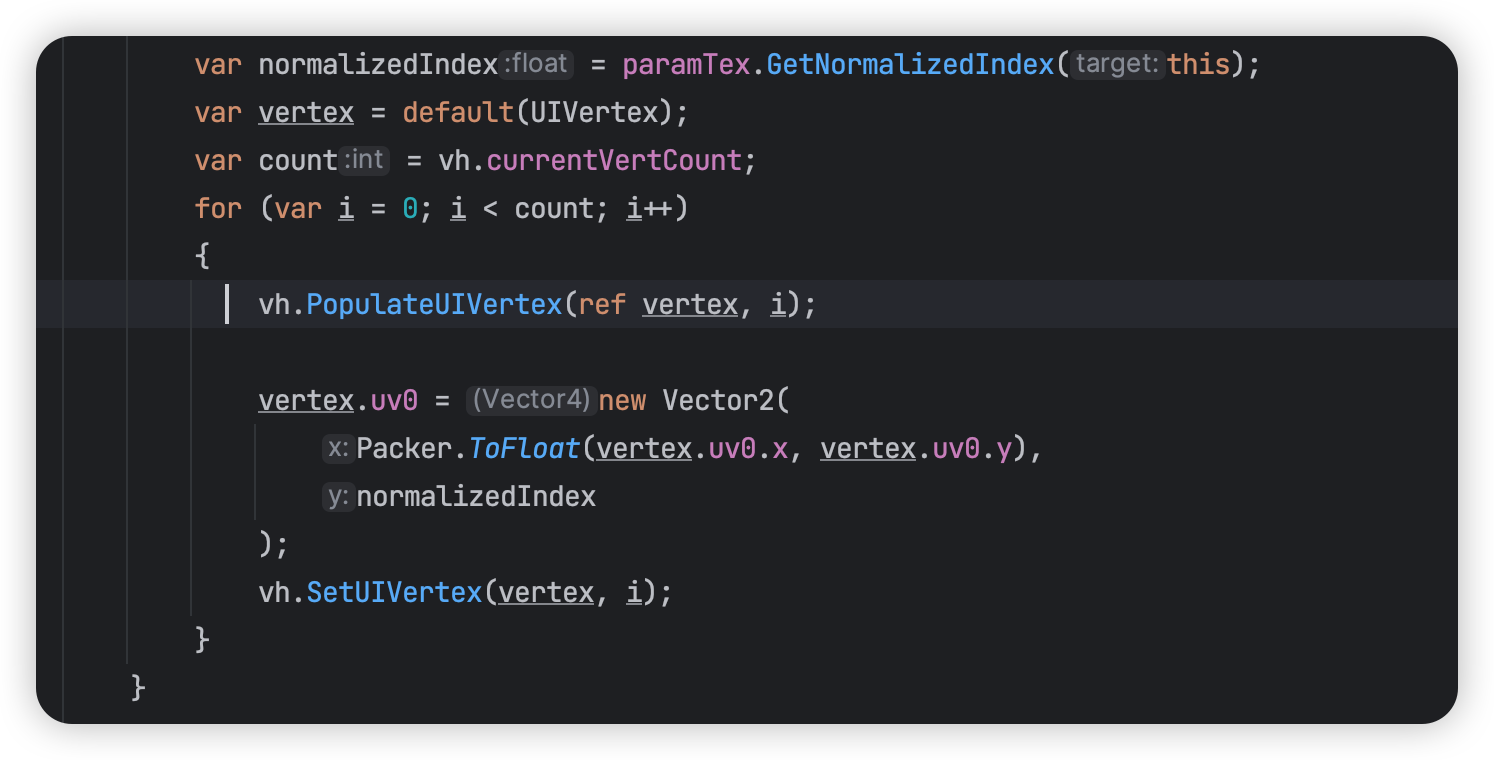 var normalizedIndex :float = paramTex.GetNormalizedIndex( target: this);
var vertex = default(UIVertex);
var count :int = vh.currentVertCount;
for (var i = 0; i < count; i++)
{
vh.PopulateUIVertex(ref vertex, i);
vertex.uv0 = (Vector4) new Vector2(
x: Packer.ToFloat(vertex.uv0.x, vertex.uv0.y),
y: normalizedIndex
);
vh.SetUIVertex(vertex, i);
}
}